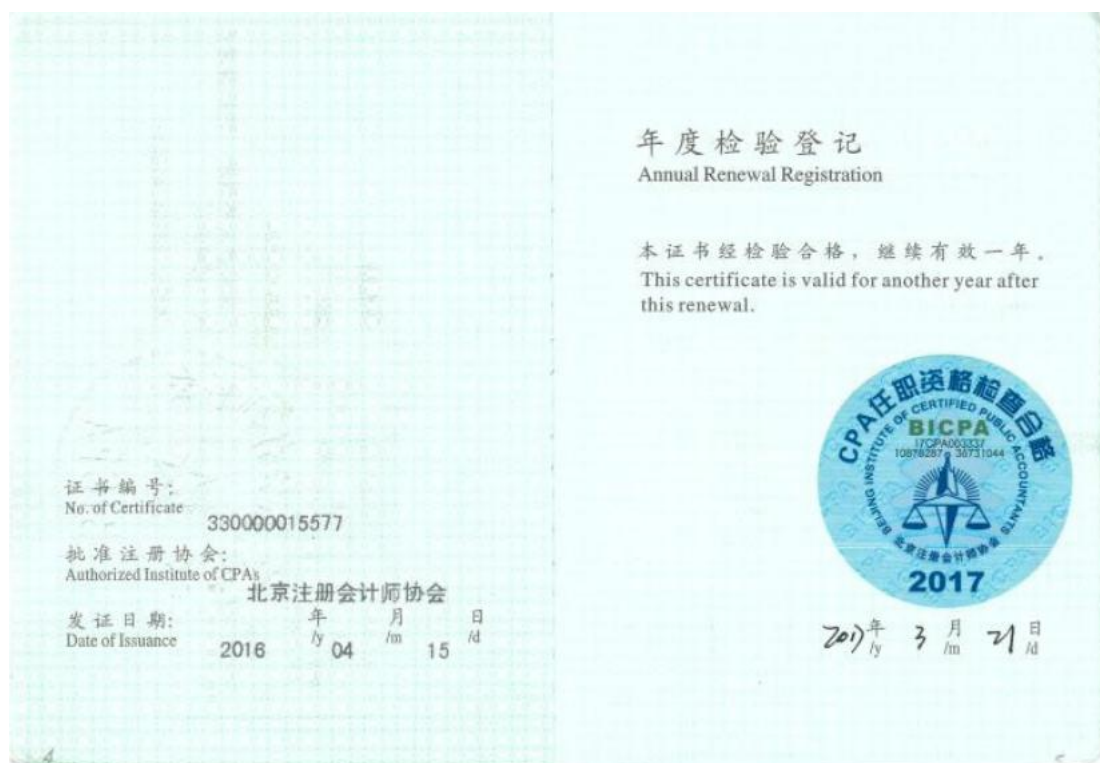 证书编号:
No. of Certificate
330000015577
批准注册协会:
Authorized Institute of CPAs
北京注册会计师协会
发证日期:
Date of Issuance
2016 年/y 04 月/m 15 日/d
4
年度检验登记
Annual Renewal Registration
本证书经检验合格，继续有效一年。
This certificate is valid for another year after
this renewal.
CPA任职资格检查合格
BEIJING INSTITUTE OF CERTIFIED PUBLIC ACCOUNTANTS
BICPA
17CPA003337
10878287 36731044
北京注册会计师协会
2017
2017年/y 3月/m 21日/d